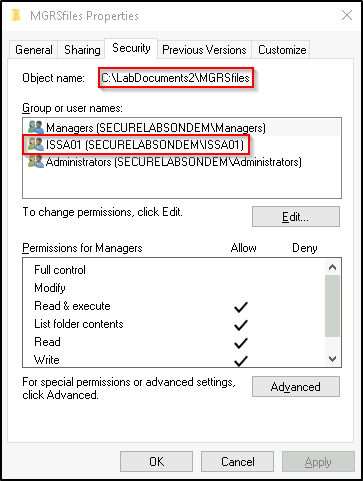 MGRSfiles Properties
General Sharing Security Previous Versions Customize
Object name: C:\LabDocuments2\MGRSfiles
Group or user names:
Managers (SECURELABSONDEM\Managers)
ISSA01 (SECURELABSONDEM\ISSA01)
Administrators (SECURELABSONDEM\Administrators)
To change permissions, click Edit.
Edit...
Permissions for Managers Allow Deny
Full control
Modify
Read & execute
List folder contents
Read
Write
For special permissions or advanced settings,
click Advanced.
Advanced
OK Cancel Apply